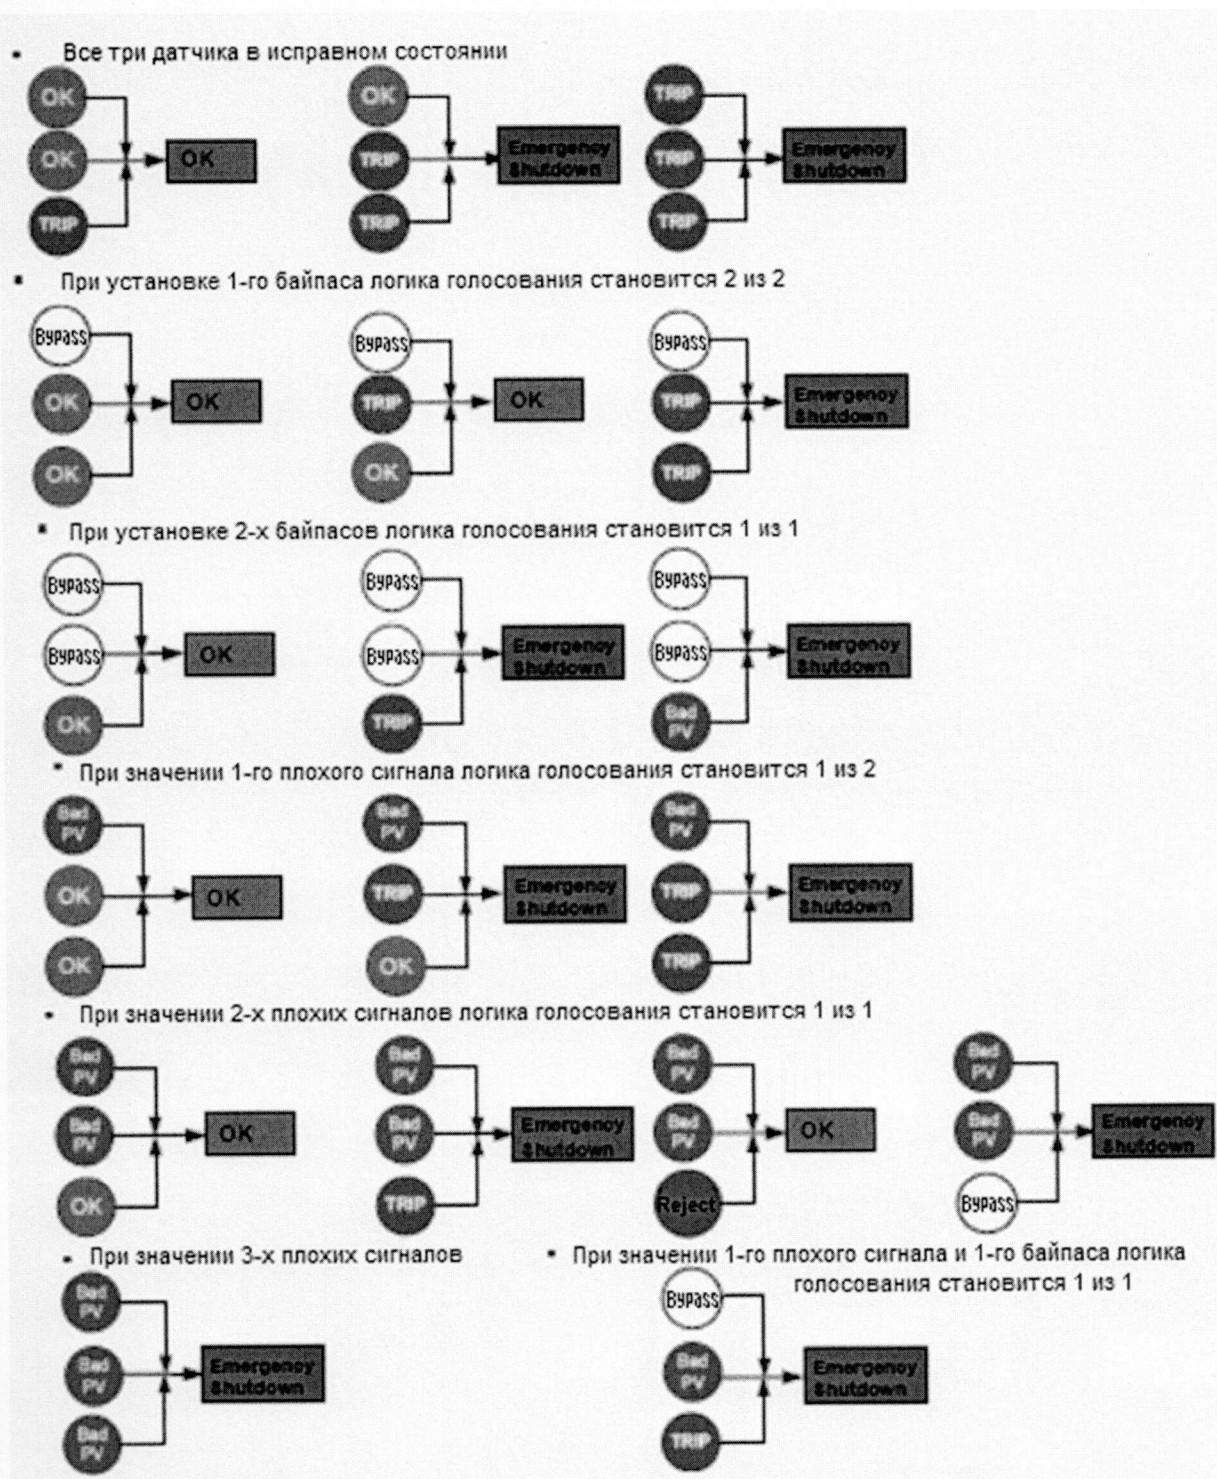 Все три датчика в исправном состоянии
OK
OK
TRIP
OK
OK
TRIP
TRIP
Emergency
Shutdown
TRIP
TRIP
TRIP
Emergency
Shutdown
При установке 1-го байпаса логика голосования становится 2 из 2
Bypass
OK
OK
OK
Bypass
TRIP
OK
OK
Bypass
TRIP
TRIP
Emergency
Shutdown
При установке 2-х байпасов логика голосования становится 1 из 1
Bypass
Bypass
OK
OK
Bypass
Bypass
TRIP
Emergency
Shutdown
Bypass
Bypass
Bad
PV
Emergency
Shutdown
При значении 1-го плохого сигнала логика голосования становится 1 из 2
Bad
PV
OK
OK
OK
Bad
PV
TRIP
OK
Emergency
Shutdown
Bad
PV
TRIP
TRIP
Emergency
Shutdown
При значении 2-х плохих сигналов логика голосования становится 1 из 1
Bad
PV
Bad
PV
OK
OK
Bad
PV
Bad
PV
TRIP
Emergency
Shutdown
Bad
PV
Bad
PV
Reject
OK
Bad
PV
Bad
PV
Bypass
Emergency
Shutdown
При значении 3-х плохих сигналов
Bad
PV
Bad
PV
Bad
PV
Emergency
Shutdown
При значении 1-го плохого сигнала и 1-го байпаса логика
голосования становится 1 из 1
Bypass
Bad
PV
TRIP
Emergency
Shutdown